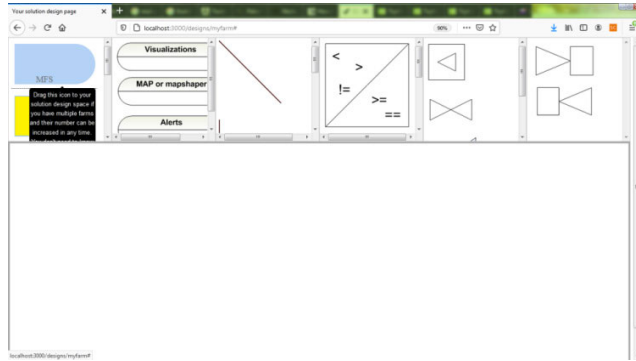 Your solution design page
localhost:3000/designs/myfarm#
90%
MFS
Drag this icon to your
solution design space if
you have multiple farms
and their number can be
increased in any time.
Visualizations
MAP or mapshaper
Alerts
<
>
!=
>=
==
localhost:3000/designs/myfarm#